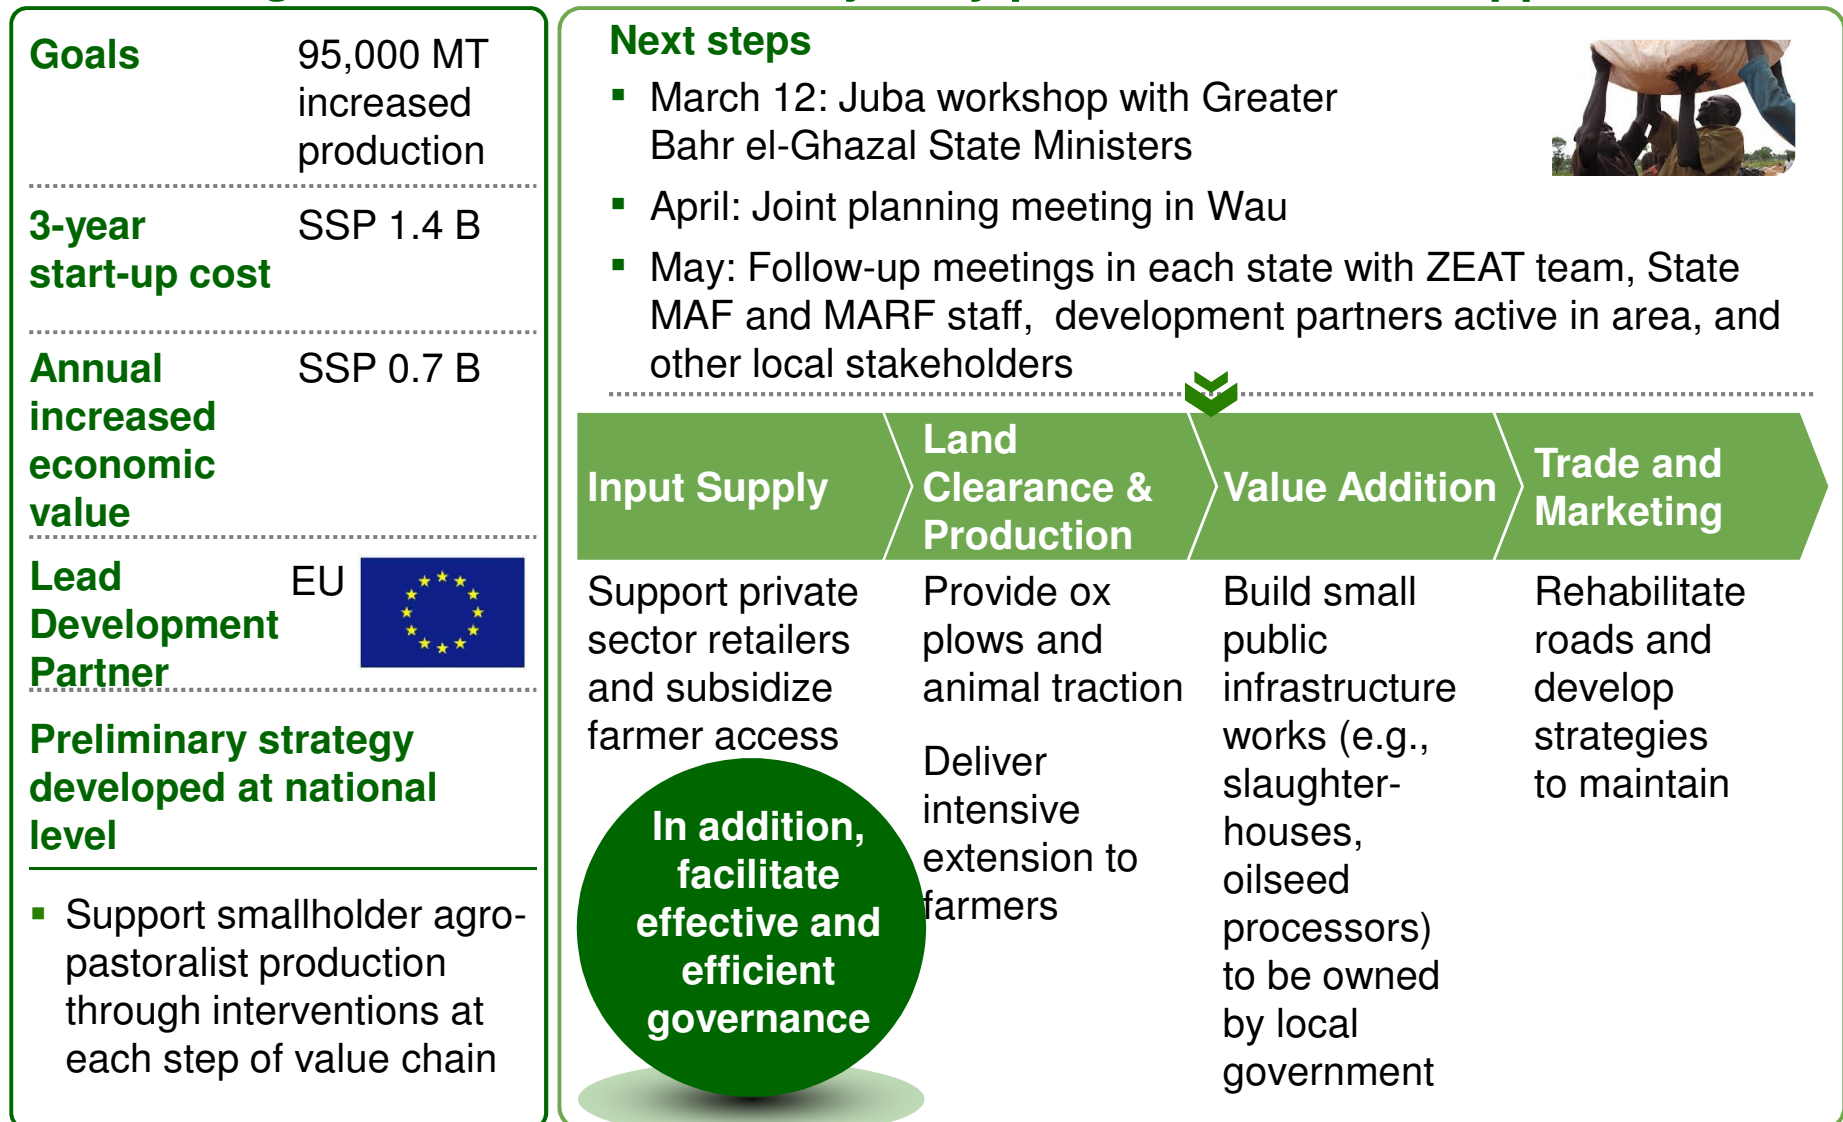 Goals
95,000 MT
increased
production
3-year
start-up cost
SSP 1.4 B
Annual
increased
economic
value
SSP 0.7 B
Lead
Development
Partner
EU
Preliminary strategy
developed at national
level
▪ Support smallholder agro-
pastoralist production
through interventions at
each step of value chain
Next steps
▪ March 12: Juba workshop with Greater
Bahr el-Ghazal State Ministers
▪ April: Joint planning meeting in Wau
▪ May: Follow-up meetings in each state with ZEAT team, State
MAF and MARF staff, development partners active in area, and
other local stakeholders
Input Supply
Land
Clearance &
Production
Value Addition
Trade and
Marketing
Support private
sector retailers
and subsidize
farmer access
In addition,
facilitate
effective and
efficient
governance
Provide ox
plows and
animal traction
Deliver
intensive
extension to
farmers
Build small
public
infrastructure
works (e.g.,
slaughter-
houses,
oilseed
processors)
to be owned
by local
government
Rehabilitate
roads and
develop
strategies
to maintain